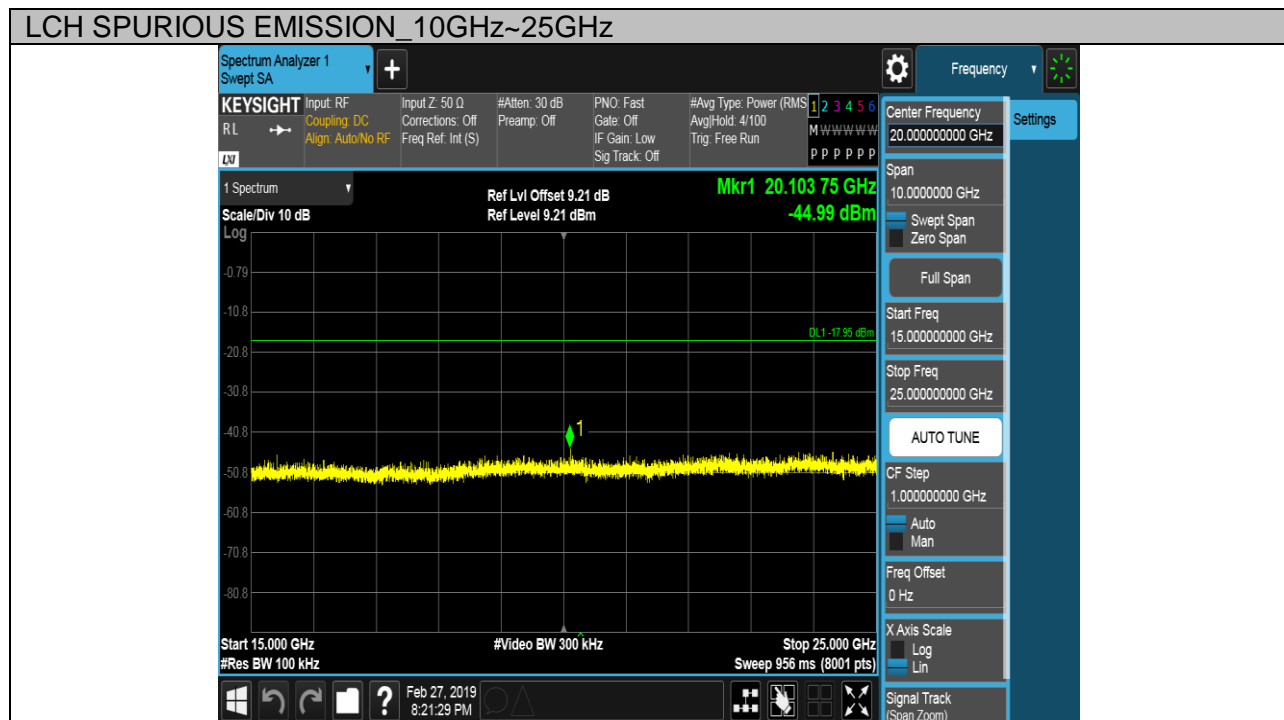 LCH SPURIOUS EMISSION_10GHz~25GHz
Spectrum Analyzer 1
Swept SA
+
Frequency
KEYSIGHT
RL
LXI
Input: RF
Coupling: DC
Align: Auto/No RF
Input Z: 50 Ω
Corrections: Off
Freq Ref: Int (S)
#Atten: 30 dB
Preamp: Off
PNO: Fast
Gate: Off
IF Gain: Low
Sig Track: Off
#Avg Type: Power (RMS
Avg|Hold: 4/100
Trig: Free Run
1 2 3 4 5 6
M W W W W W
P P P P P P
1 Spectrum
Scale/Div 10 dB
Ref Lvl Offset 9.21 dB
Ref Level 9.21 dBm
Mkr1 20.103 75 GHz
-44.99 dBm
Log
-0.79
-10.8
-20.8
-30.8
-40.8
-50.8
-60.8
-70.8
-80.8
DL1 -17.95 dBm
1
Start 15.000 GHz
#Res BW 100 kHz
#Video BW 300 kHz
Stop 25.000 GHz
Sweep 956 ms (8001 pts)
?
Feb 27, 2019
8:21:29 PM
Center Frequency
20.000000000 GHz
Settings
Span
10.0000000 GHz
Swept Span
Zero Span
Full Span
Start Freq
15.000000000 GHz
Stop Freq
25.000000000 GHz
AUTO TUNE
CF Step
1.000000000 GHz
Auto
Man
Freq Offset
0 Hz
X Axis Scale
Log
Lin
Signal Track
(Span Zoom)